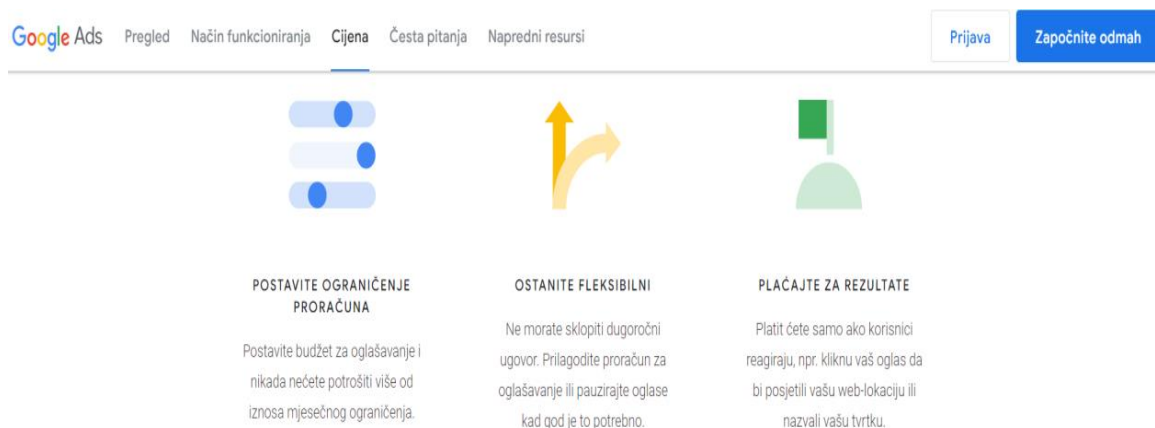 Google Ads Pregled Način funkcioniranja Cijena Česta pitanja Napredni resursi Prijava Započnite odmah
POSTAVITE OGRANIČENJE
PRORAČUNA
Postavite budžet za oglašavanje i
nikada nećete potrošiti više od
iznosa mjesečnog ograničenja.
OSTANITE FLEKSIBILNI
Ne morate sklopiti dugoročni
ugovor. Prilagodite proračun za
oglašavanje ili pauzirajte oglase
kad god je to potrebno.
PLAĆAJTE ZA REZULTATE
Platit ćete samo ako korisnici
reagiraju, npr. kliknu vaš oglas da
bi posjetili vašu web-lokaciju ili
nazvali vašu tvrtku.